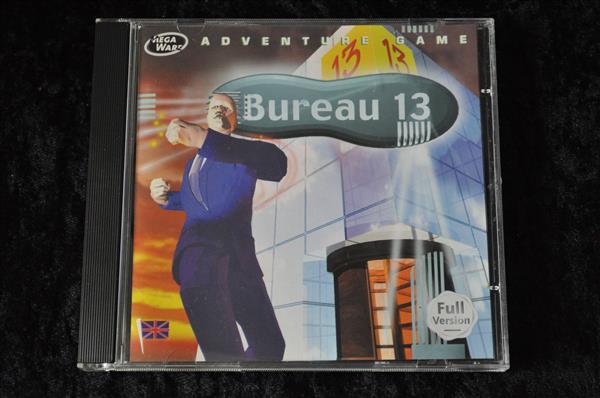 MEGA
WARE
ADVENTURE GAME
13 13
Bureau 13
Full
Version